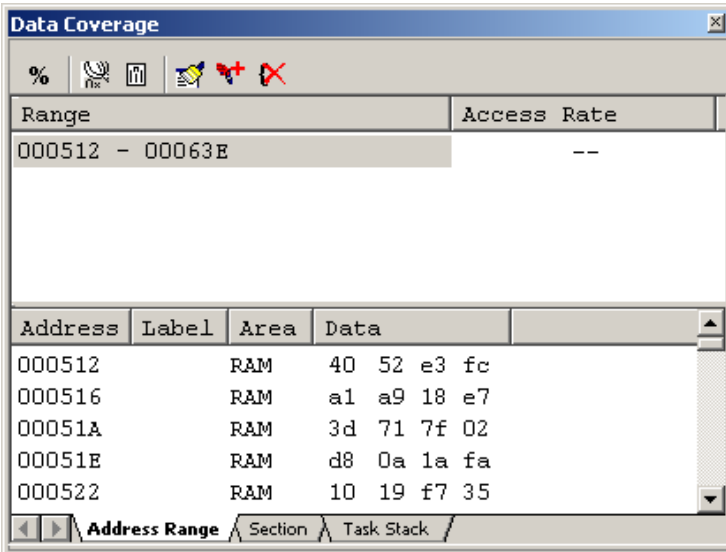 Data Coverage
%
Range Access Rate
000512 - 00063E --
Address Label Area Data
000512 RAM 40 52 e3 fc
000516 RAM a1 a9 18 e7
00051A RAM 3d 71 7f 02
00051E RAM d8 0a 1a fa
000522 RAM 10 19 f7 35
Address Range Section Task Stack